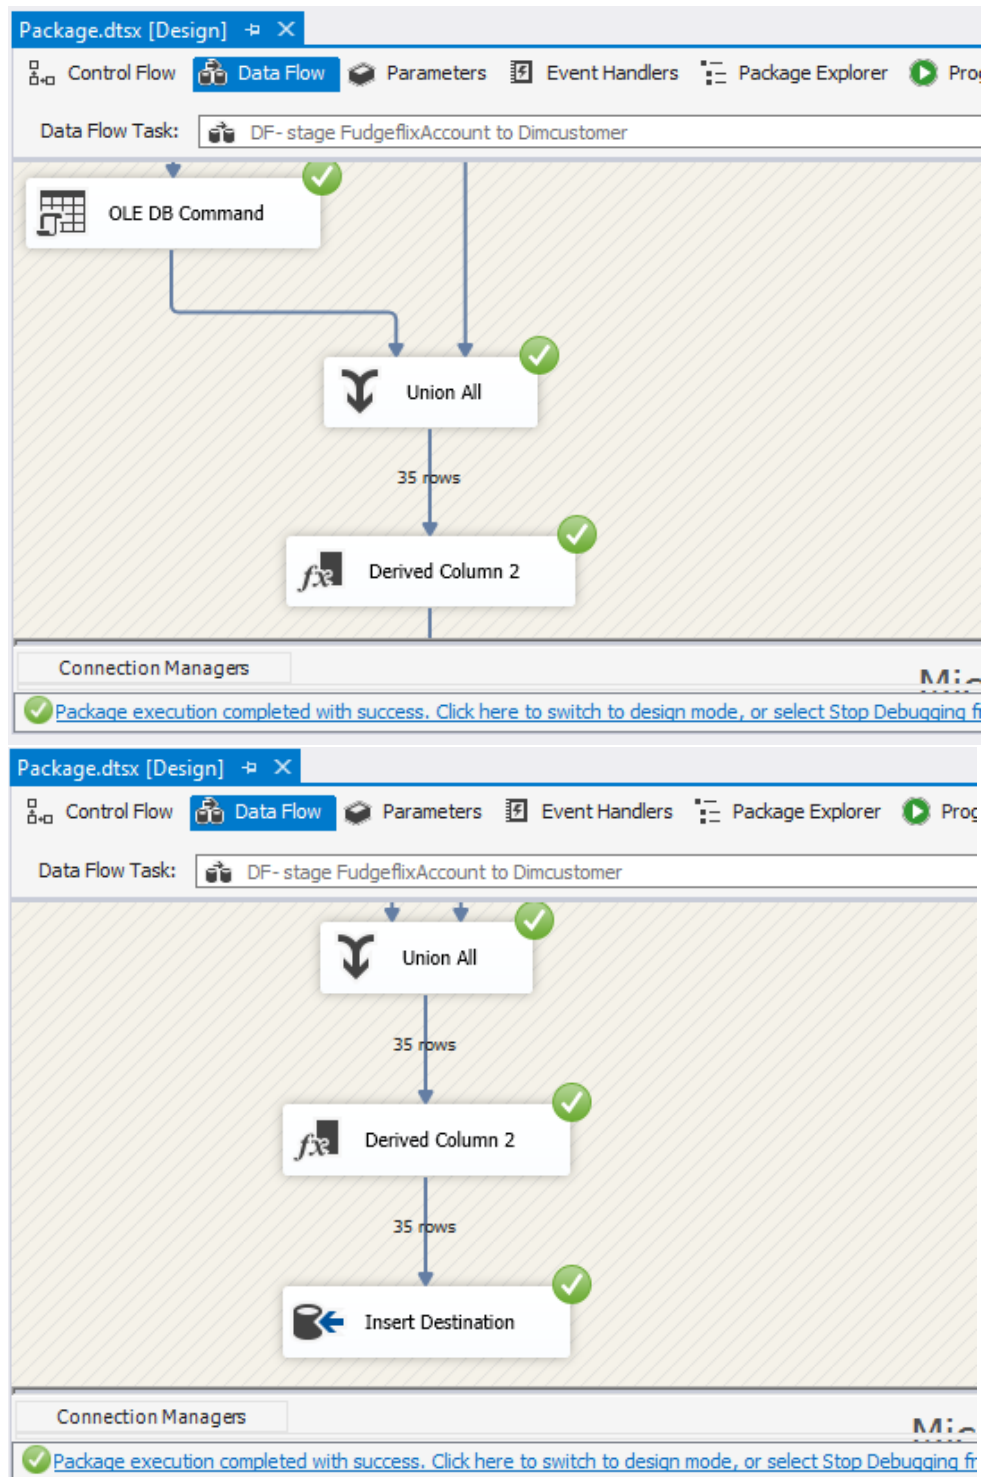 Package.dtsx [Design]
Control Flow Data Flow Parameters Event Handlers Package Explorer
Data Flow Task: DF- stage FudgeflixAccount to Dimcustomer
OLE DB Command
Union All
35 rows
Derived Column 2
Connection Managers
Package execution completed with success. Click here to switch to design mode, or select Stop Debugging
Package.dtsx [Design]
Control Flow Data Flow Parameters Event Handlers Package Explorer
Data Flow Task: DF- stage FudgeflixAccount to Dimcustomer
Union All
35 rows
Derived Column 2
35 rows
Insert Destination
Connection Managers
Package execution completed with success. Click here to switch to design mode, or select Stop Debugging